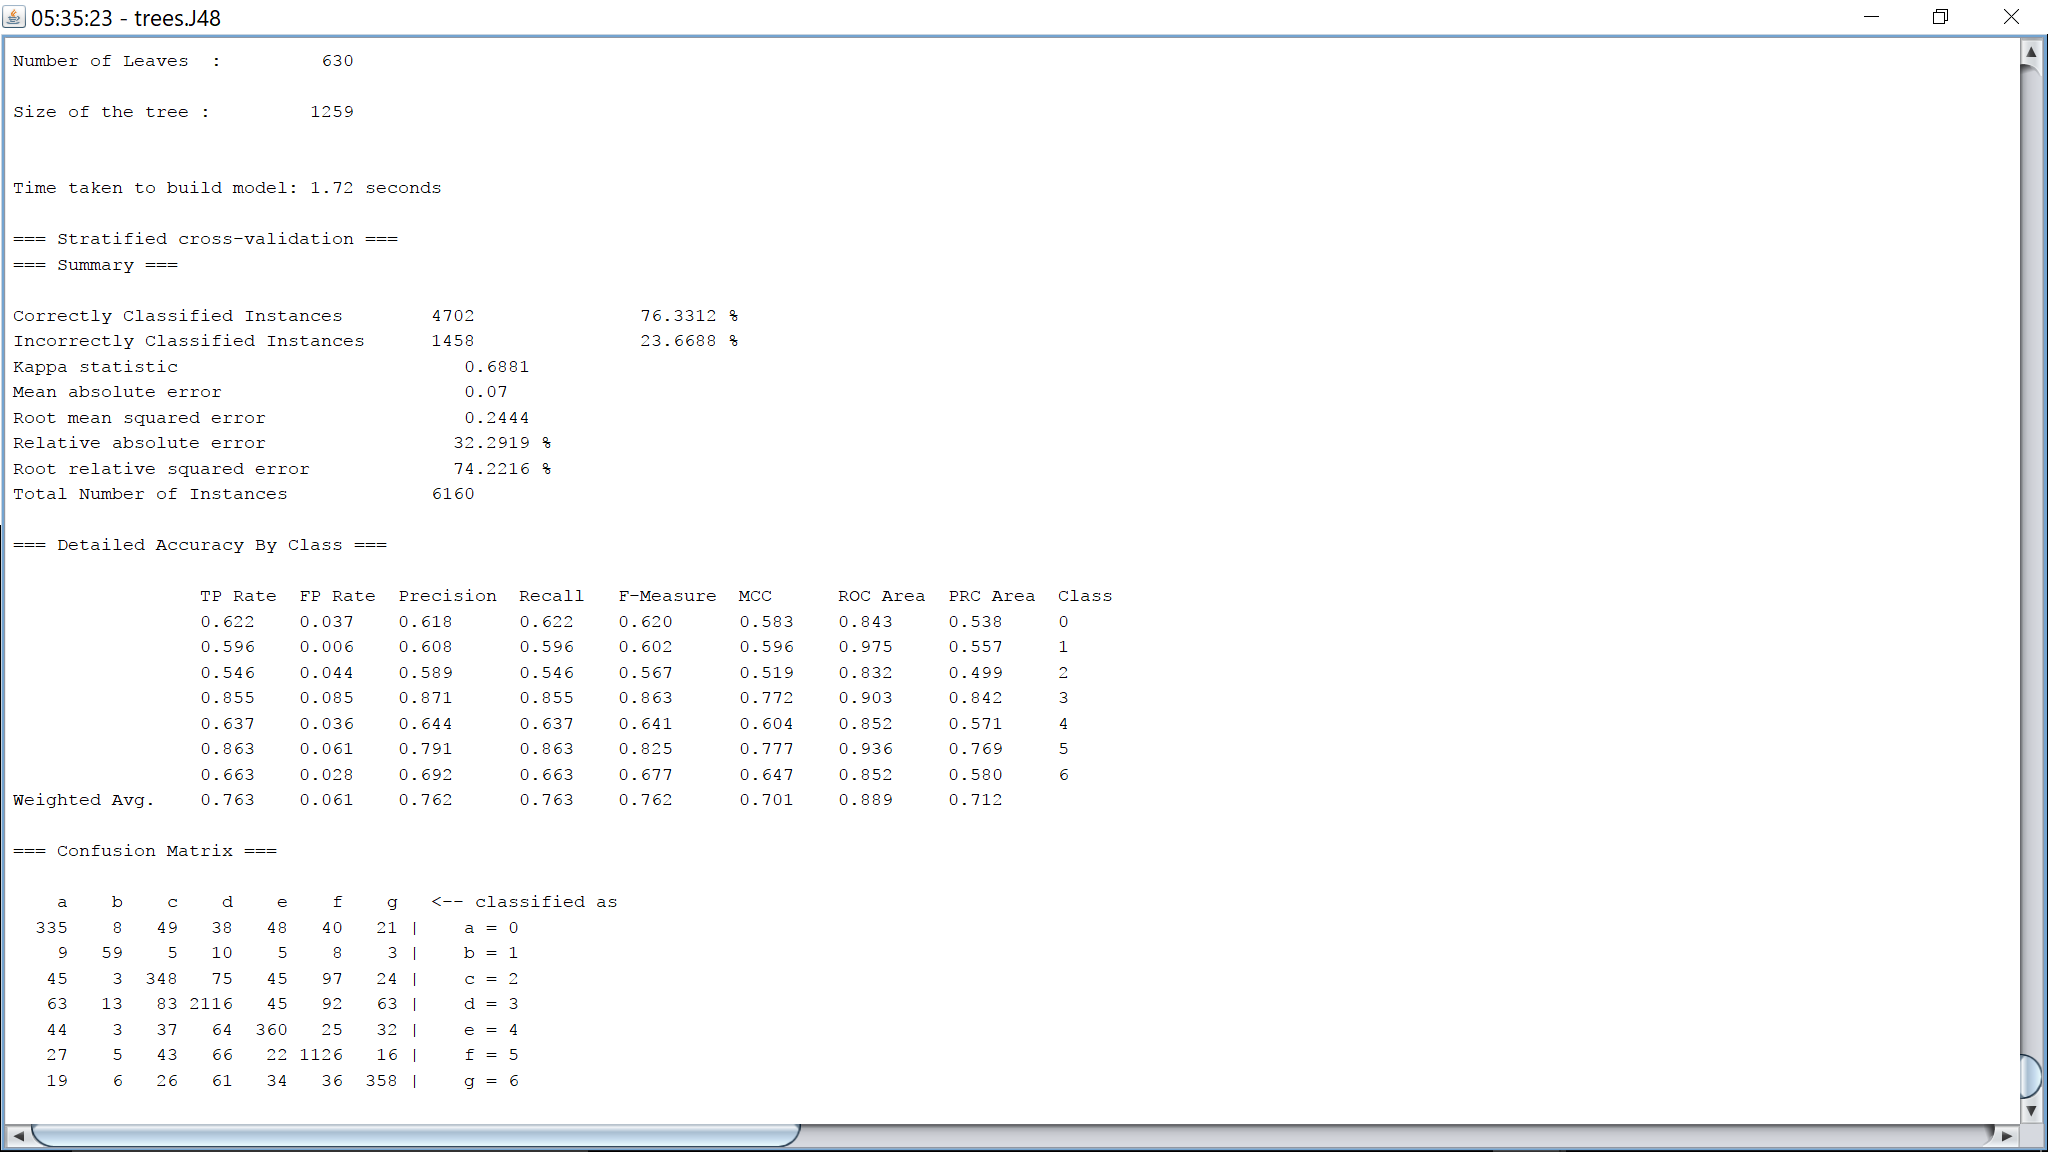 05:35:23 - trees.J48
Number of Leaves  :         630
Size of the tree :         1259
Time taken to build model: 1.72 seconds
=== Stratified cross-validation ===
=== Summary ===
Correctly Classified Instances        4702               76.3312 %
Incorrectly Classified Instances      1458               23.6688 %
Kappa statistic                          0.6881
Mean absolute error                      0.07
Root mean squared error                  0.2444
Relative absolute error                 32.2919 %
Root relative squared error             74.2216 %
Total Number of Instances             6160
=== Detailed Accuracy By Class ===
                 TP Rate  FP Rate  Precision  Recall   F-Measure  MCC      ROC Area  PRC Area  Class
                 0.622    0.037    0.618      0.622    0.620      0.583    0.843     0.538     0
                 0.596    0.006    0.608      0.596    0.602      0.596    0.975     0.557     1
                 0.546    0.044    0.589      0.546    0.567      0.519    0.832     0.499     2
                 0.855    0.085    0.871      0.855    0.863      0.772    0.903     0.842     3
                 0.637    0.036    0.644      0.637    0.641      0.604    0.852     0.571     4
                 0.863    0.061    0.791      0.863    0.825      0.777    0.936     0.769     5
                 0.663    0.028    0.692      0.663    0.677      0.647    0.852     0.580     6
Weighted Avg.    0.763    0.061    0.762      0.763    0.762      0.701    0.889     0.712
=== Confusion Matrix ===
    a    b    c    d    e    f    g   <-- classified as
  335    8   49   38   48   40   21 |    a = 0
    9   59    5   10    5    8    3 |    b = 1
   45    3  348   75   45   97   24 |    c = 2
   63   13   83 2116   45   92   63 |    d = 3
   44    3   37   64  360   25   32 |    e = 4
   27    5   43   66   22 1126   16 |    f = 5
   19    6   26   61   34   36  358 |    g = 6